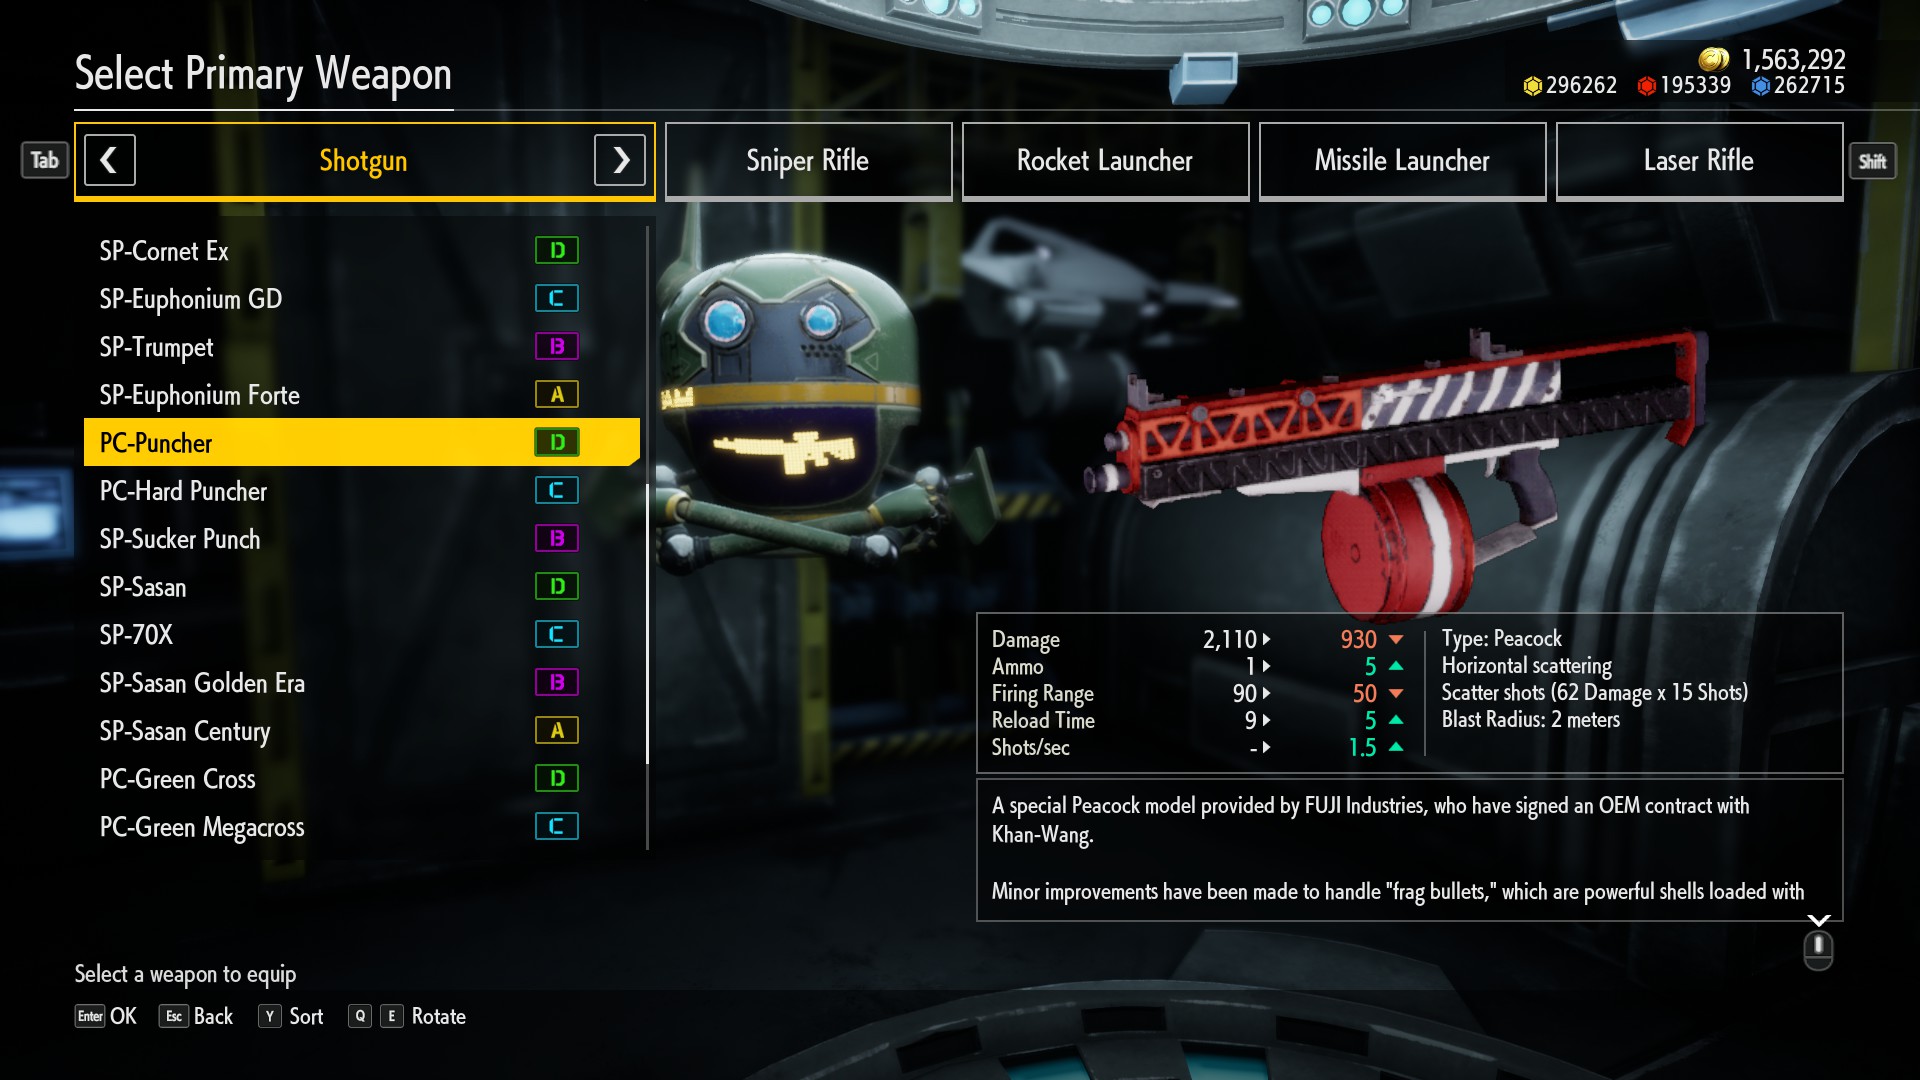 Select Primary Weapon
1,563,292
296262 195339 262715
Tab
Shotgun
Sniper Rifle
Rocket Launcher
Missile Launcher
Laser Rifle
Shift
SP-Cornet Ex D
SP-Euphonium GD C
SP-Trumpet B
SP-Euphonium Forte A
PC-Puncher D
PC-Hard Puncher C
SP-Sucker Punch B
SP-Sasan D
SP-70X C
SP-Sasan Golden Era B
SP-Sasan Century A
PC-Green Cross D
PC-Green Megacross C
Damage 2,110 930
Ammo 1 5
Firing Range 90 50
Reload Time 9 5
Shots/sec - 1.5
Type: Peacock
Horizontal scattering
Scatter shots (62 Damage x 15 Shots)
Blast Radius: 2 meters
A special Peacock model provided by FUJI Industries, who have signed an OEM contract with
Khan-Wang.
Minor improvements have been made to handle "frag bullets," which are powerful shells loaded with
Select a weapon to equip
Enter OK Esc Back Y Sort Q E Rotate